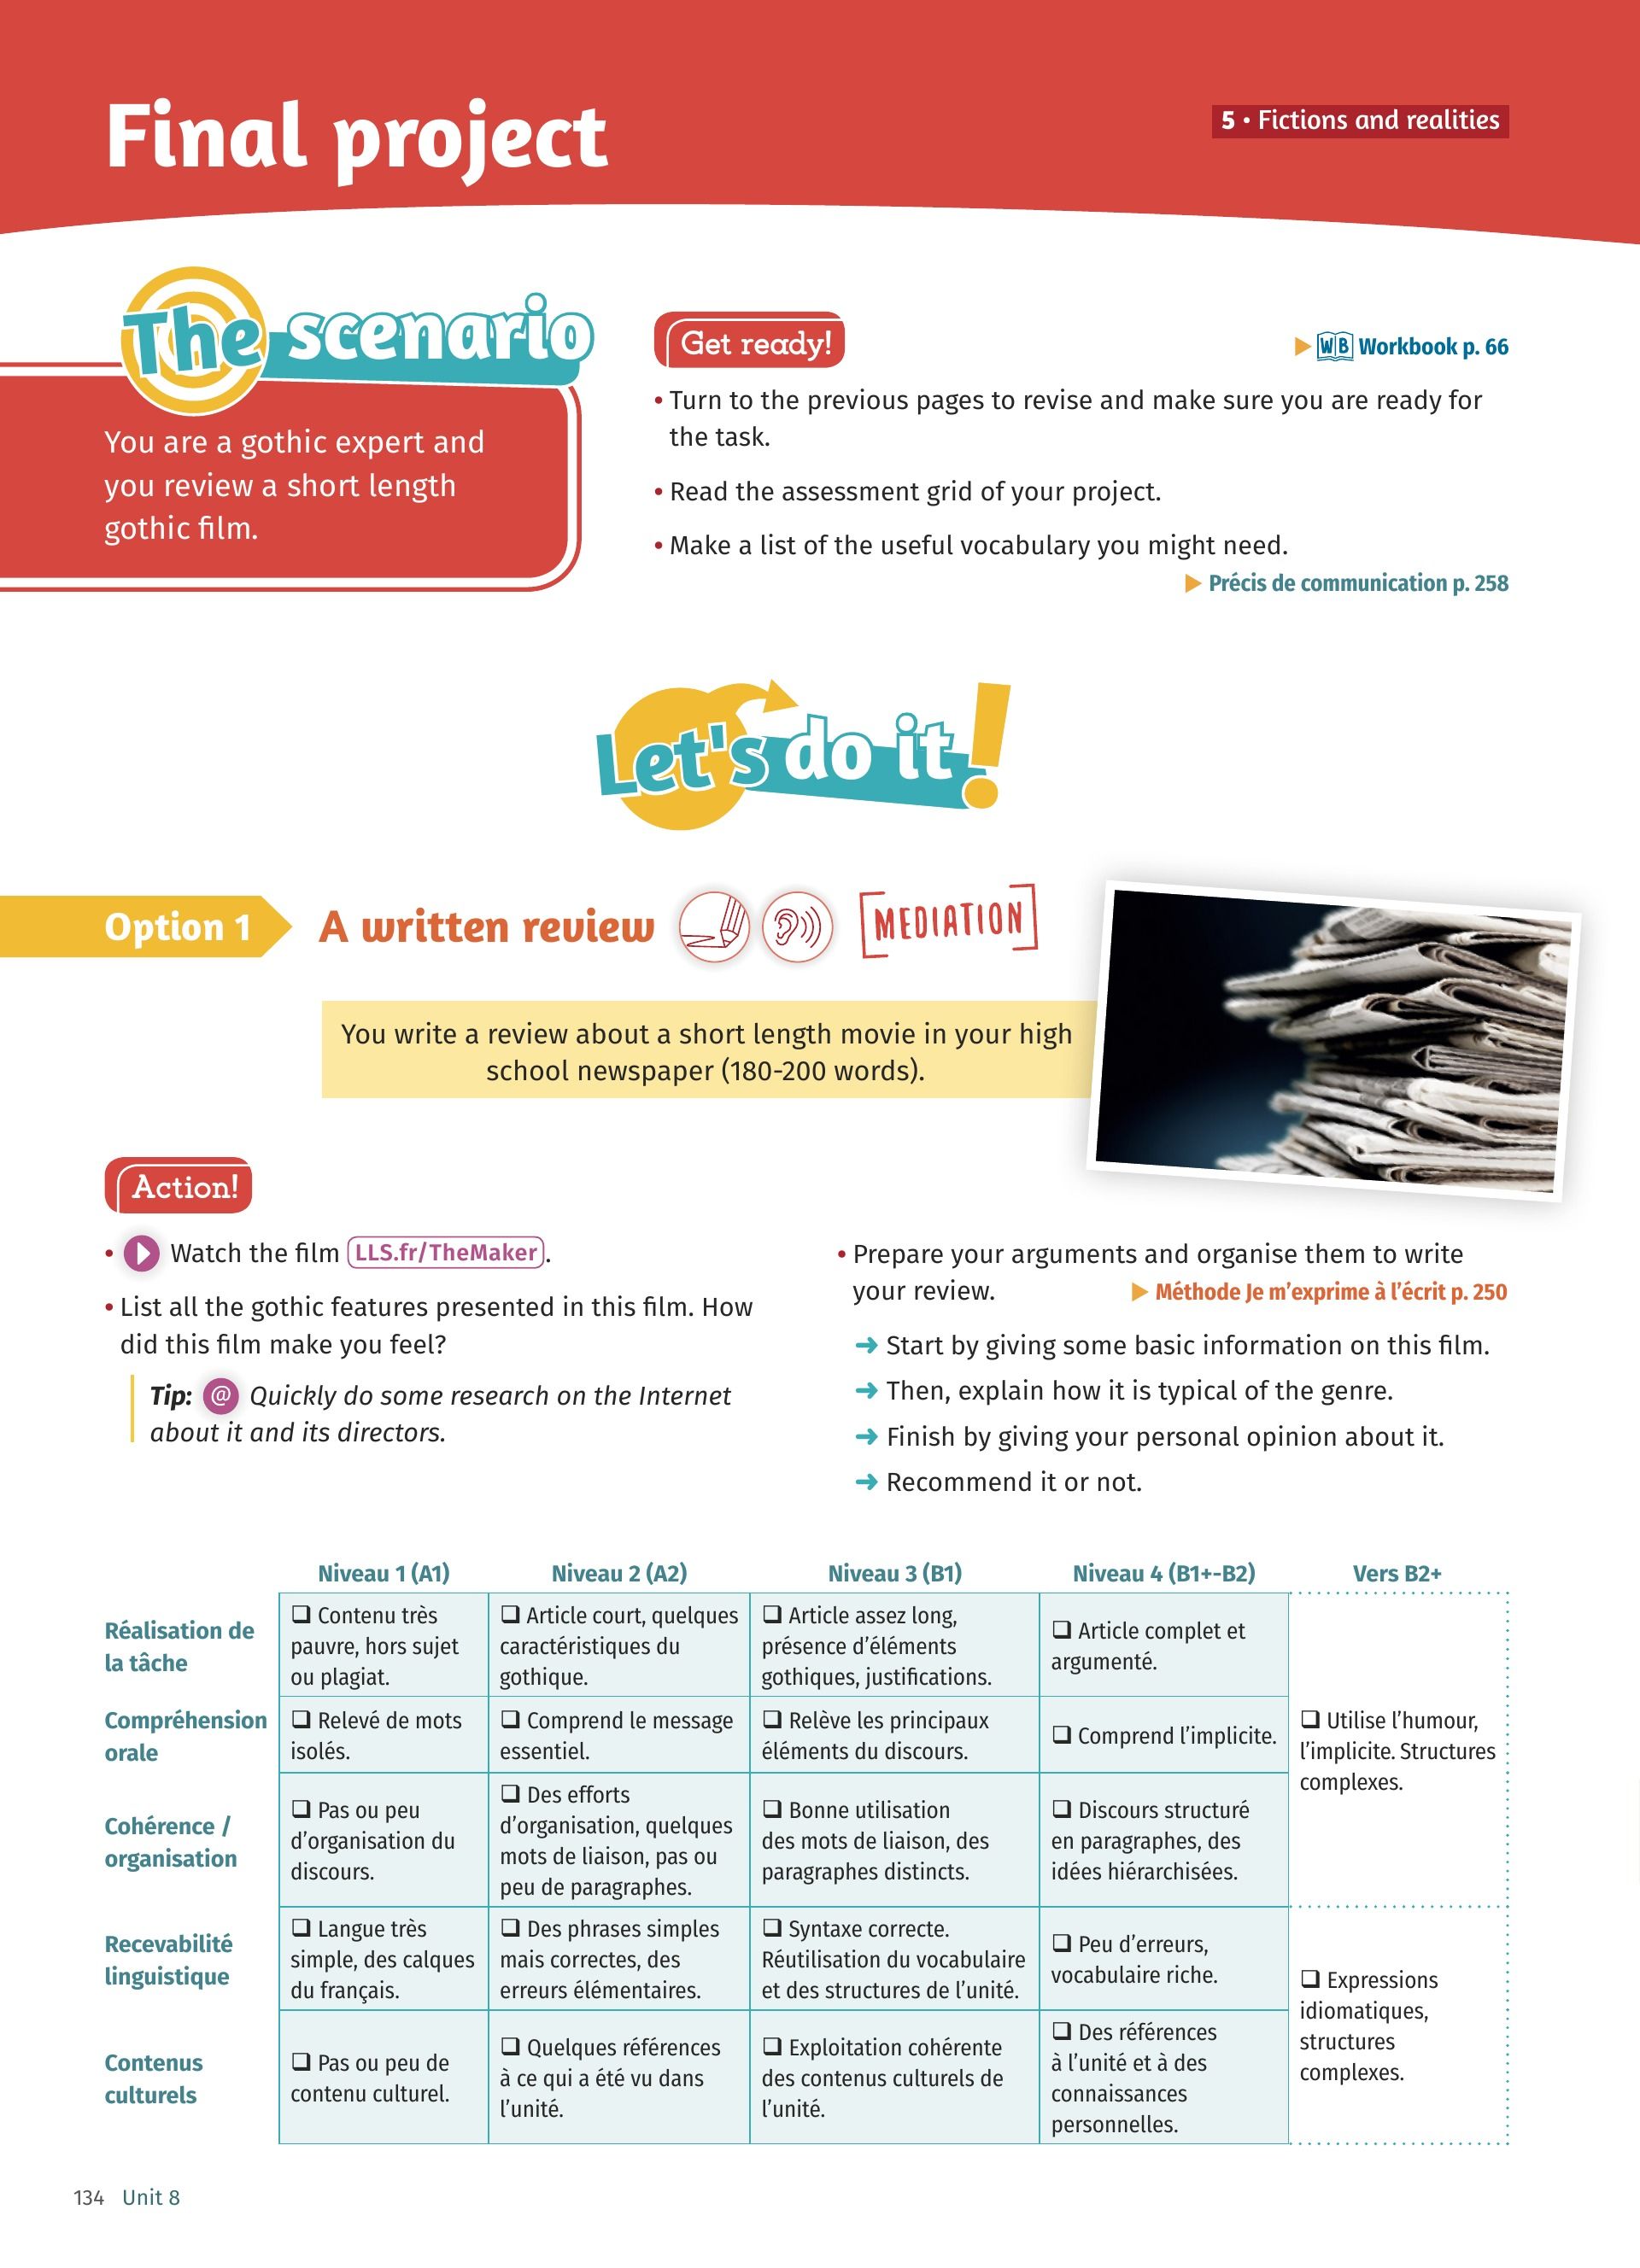 Final project
5 • Fictions and realities
The scenario
You are a gothic expert and
you review a short length
gothic film.
Get ready!
WB Workbook p. 66
• Turn to the previous pages to revise and make sure you are ready for
the task.
• Read the assessment grid of your project.
• Make a list of the useful vocabulary you might need.
Précis de communication p. 258
Let's do it!
Option 1
A written review
MEDIATION
You write a review about a short length movie in your high
school newspaper (180-200 words).
Action!
• Watch the film LLS.fr/TheMaker.
• List all the gothic features presented in this film. How
did this film make you feel?
Tip: @ Quickly do some research on the Internet
about it and its directors.
• Prepare your arguments and organise them to write
your review.
Méthode Je m'exprime à l'écrit p. 250
➜ Start by giving some basic information on this film.
➜ Then, explain how it is typical of the genre.
➜ Finish by giving your personal opinion about it.
➜ Recommend it or not.
Niveau 1 (A1)
Niveau 2 (A2)
Niveau 3 (B1)
Niveau 4 (B1+-B2)
Vers B2+
Réalisation de
la tâche
❑ Contenu très
pauvre, hors sujet
ou plagiat.
❑ Article court, quelques
caractéristiques du
gothique.
❑ Article assez long,
présence d'éléments
gothiques, justifications.
❑ Article complet et
argumenté.
Compréhension
orale
❑ Relevé de mots
isolés.
❑ Comprend le message
essentiel.
❑ Relève les principaux
éléments du discours.
❑ Comprend l'implicite.
❑ Utilise l'humour,
l'implicite. Structures
complexes.
Cohérence /
organisation
❑ Pas ou peu
d'organisation du
discours.
❑ Des efforts
d'organisation, quelques
mots de liaison, pas ou
peu de paragraphes.
❑ Bonne utilisation
des mots de liaison, des
paragraphes distincts.
❑ Discours structuré
en paragraphes, des
idées hiérarchisées.
Recevabilité
linguistique
❑ Langue très
simple, des calques
du français.
❑ Des phrases simples
mais correctes, des
erreurs élémentaires.
❑ Syntaxe correcte.
Réutilisation du vocabulaire
et des structures de l'unité.
❑ Peu d'erreurs,
vocabulaire riche.
❑ Expressions
idiomatiques,
structures
complexes.
Contenus
culturels
❑ Pas ou peu de
contenu culturel.
❑ Quelques références
à ce qui a été vu dans
l'unité.
❑ Exploitation cohérente
des contenus culturels de
l'unité.
❑ Des références
à l'unité et à des
connaissances
personnelles.
134 Unit 8